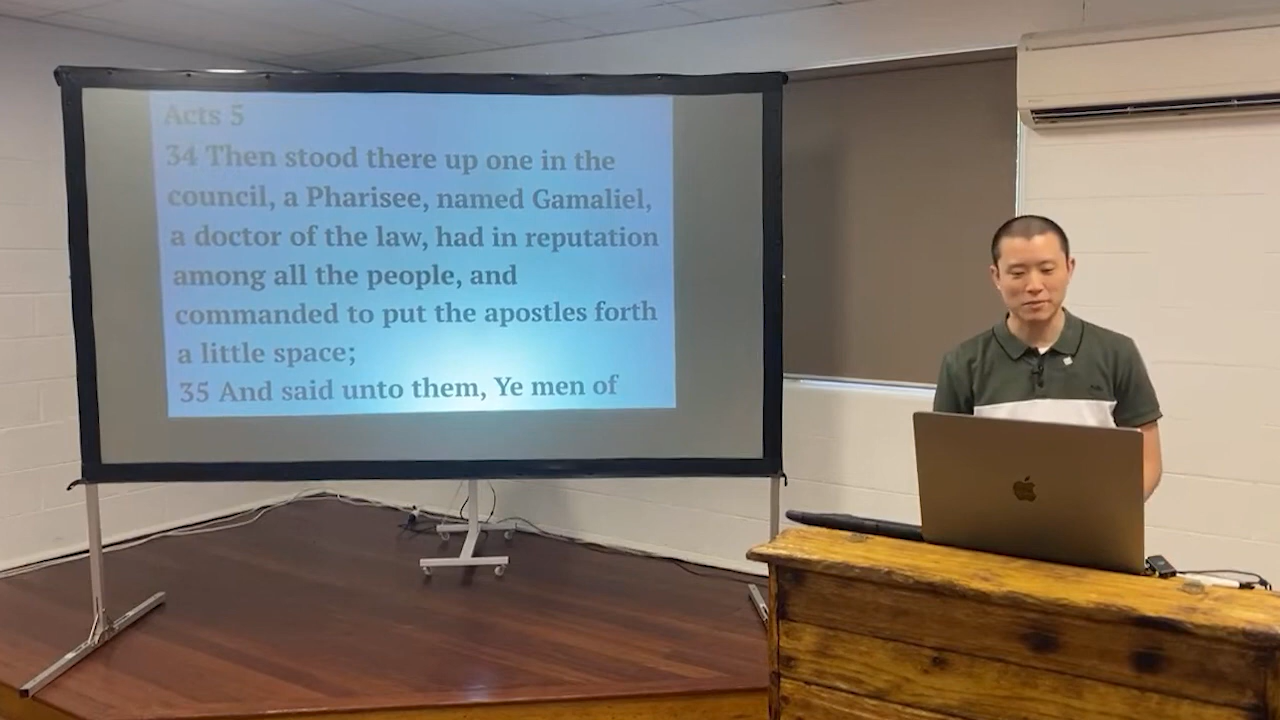 Acts 5
34 Then stood there up one in the
council, a Pharisee, named Gamaliel,
a doctor of the law, had in reputation
among all the people, and
commanded to put the apostles forth
a little space;
35 And said unto them, Ye men of